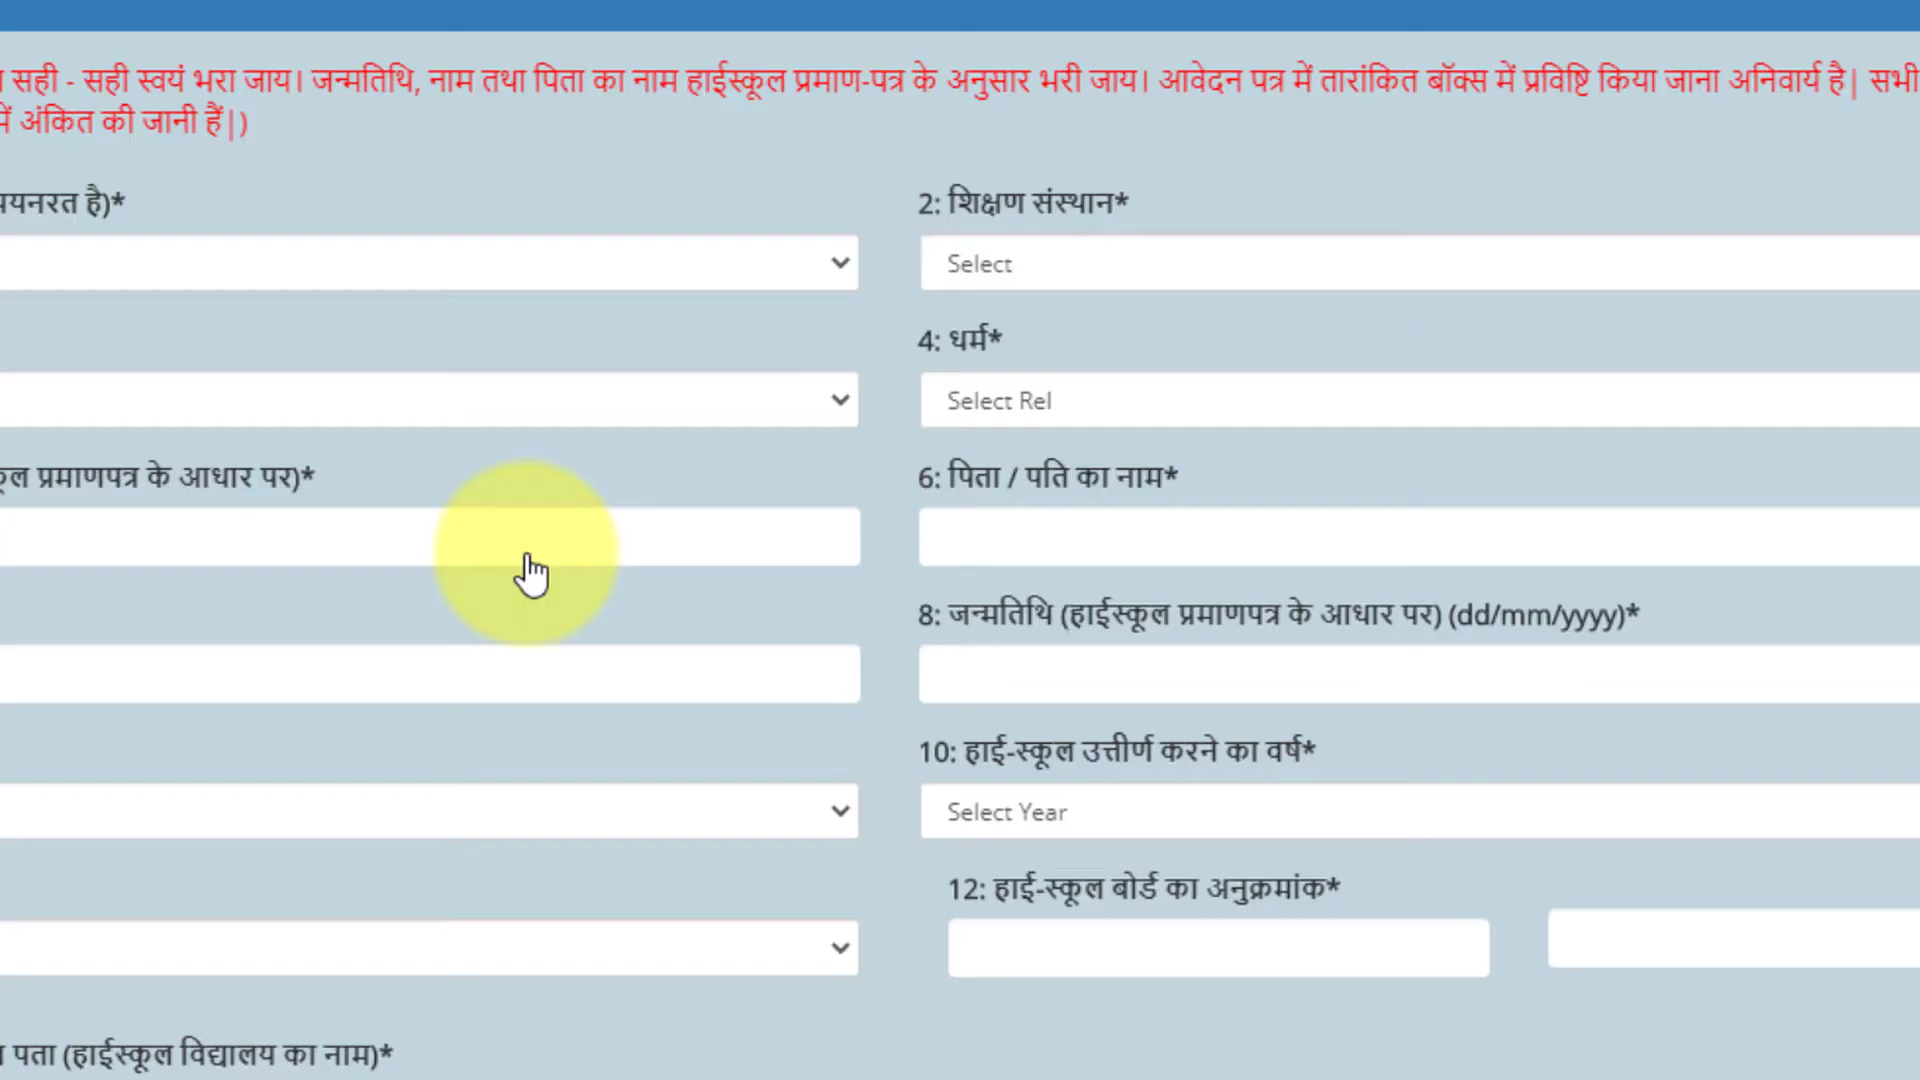 सही - सही स्वयं भरा जाय। जन्मतिथि, नाम तथा पिता का नाम हाईस्कूल प्रमाण-पत्र के अनुसार भरी जाय। आवेदन पत्र में तारांकित बॉक्स में प्रविष्टि किया जाना अनिवार्य है| सभी
में अंकित की जानी हैं|)
है)*
2: शिक्षण संस्थान*
Select
4: धर्म*
Select Rel
प्रमाणपत्र के आधार पर)*
6: पिता / पति का नाम*
8: जन्मतिथि (हाईस्कूल प्रमाणपत्र के आधार पर) (dd/mm/yyyy)*
10: हाई-स्कूल उत्तीर्ण करने का वर्ष*
Select Year
12: हाई-स्कूल बोर्ड का अनुक्रमांक*
पता (हाईस्कूल विद्यालय का नाम)*